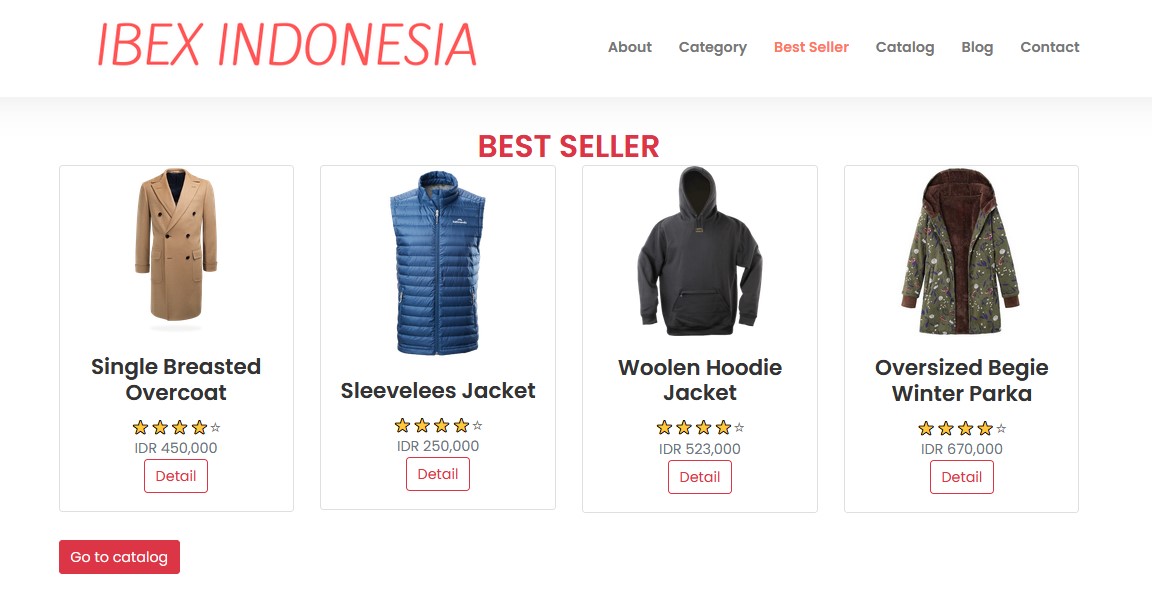 IBEX INDONESIA
About Category Best Seller Catalog Blog Contact
BEST SELLER
Single Breasted
Overcoat
IDR 450,000
Detail
Sleevelees Jacket
IDR 250,000
Detail
Woolen Hoodie
Jacket
IDR 523,000
Detail
Oversized Begie
Winter Parka
IDR 670,000
Detail
Go to catalog